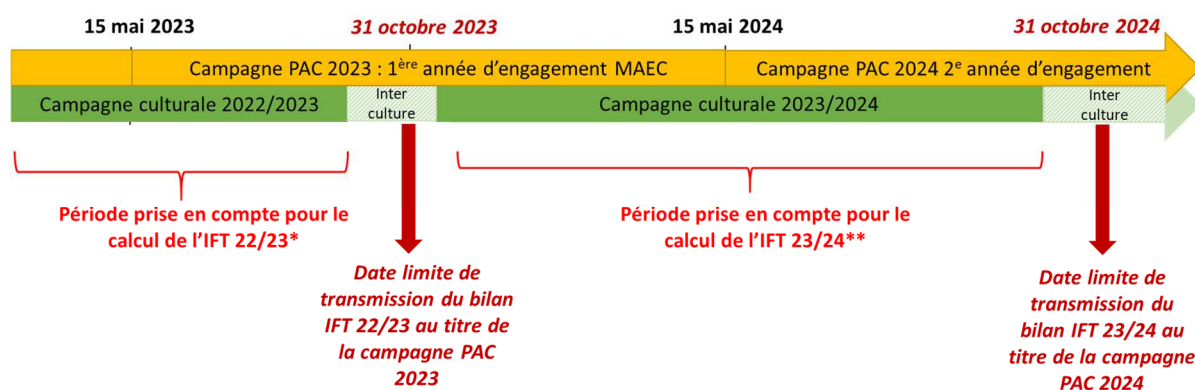 15 mai 2023
31 octobre 2023
15 mai 2024
31 octobre 2024
Campagne PAC 2023 : 1ère année d’engagement MAEC
Campagne PAC 2024 2e année d’engagement
Campagne culturale 2022/2023
Inter
culture
Campagne culturale 2023/2024
Inter
culture
Période prise en compte pour le
calcul de l’IFT 22/23*
Période prise en compte pour le
calcul de l’IFT 23/24**
Date limite de
transmission du bilan
IFT 22/23 au titre de
la campagne PAC
2023
Date limite de
transmission du
bilan IFT 23/24 au
titre de la campagne
PAC 2024